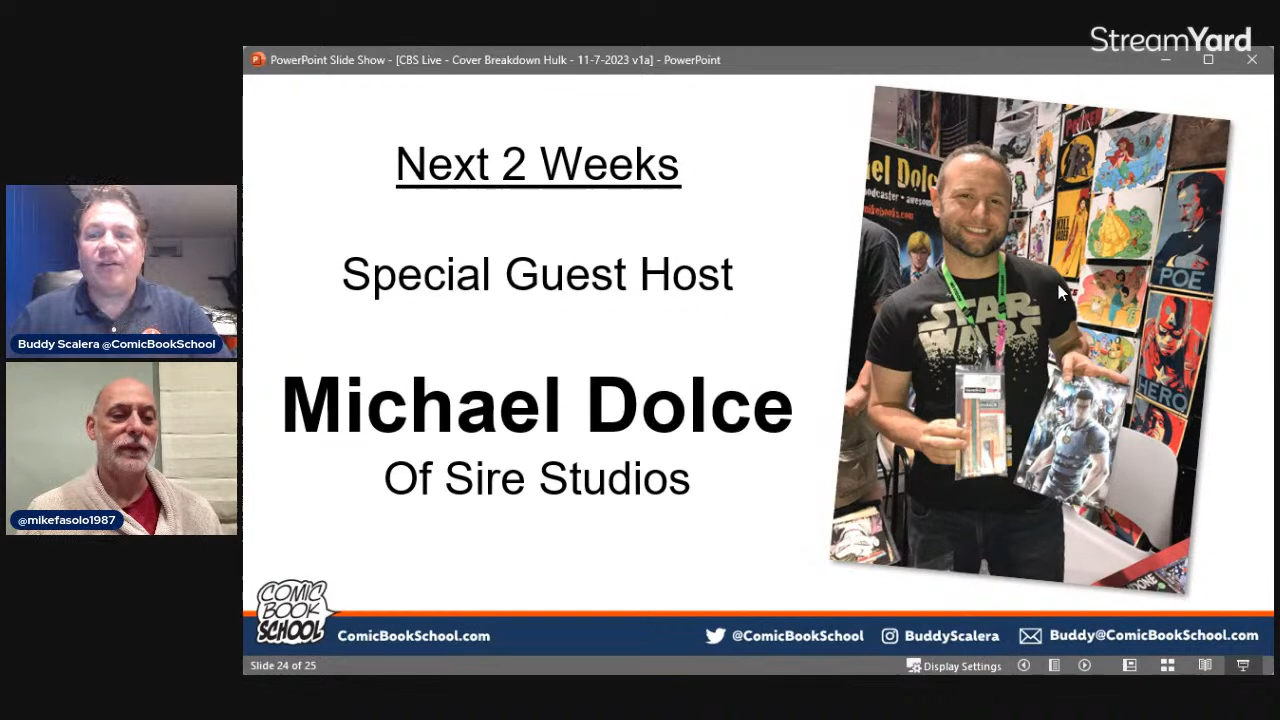 StreamYard
PowerPoint Slide Show - [CBS Live - Cover Breakdown Hulk - 11-7-2023 v1a] - PowerPoint
Next 2 Weeks
Special Guest Host
Michael Dolce
Of Sire Studios
ael Dolc
STAR
WARS
POE
HERO
Buddy Scalera @ComicBookSchool
@mikefasolo1987
COMIC
BOOK
SCHOOL
ComicBookSchool.com
@ComicBookSchool
BuddyScalera
Buddy@ComicBookSchool.com
Slide 24 of 25
Display Settings